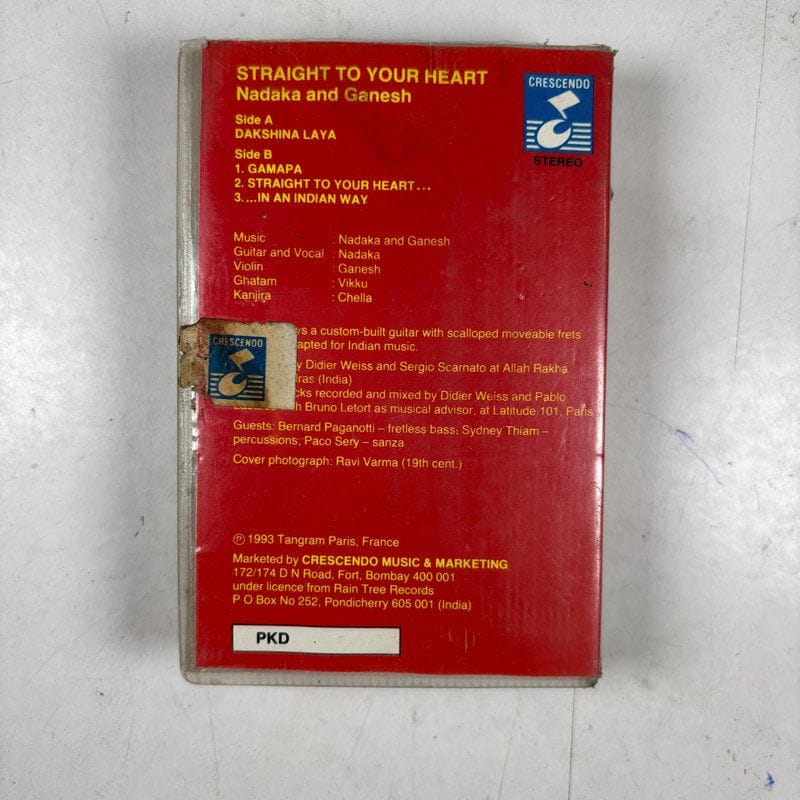 STRAIGHT TO YOUR HEART
Nadaka and Ganesh
CRESCENDO
STEREO
Side A
DAKSHINA LAYA
Side B
1. GAMAPA
2. STRAIGHT TO YOUR HEART...
3. ...IN AN INDIAN WAY
Music : Nadaka and Ganesh
Guitar and Vocal : Nadaka
Violin : Ganesh
Ghatam : Vikku
Kanjira : Chella
a custom-built guitar with scalloped moveable frets
for Indian music.
Didier Weiss and Sergio Scarnato at Allah Rakha
(India)
recorded and mixed by Didier Weiss and Pablo
Bruno Letort as musical advisor, at Latitude 101, Paris
Guests: Bernard Paganotti – fretless bass; Sydney Thiam –
percussions; Paco Sery – sanza
Cover photograph: Ravi Varma (19th cent.)
CRESCENDO
℗ 1993 Tangram Paris, France
Marketed by CRESCENDO MUSIC & MARKETING
172/174 D N Road, Fort, Bombay 400 001
under licence from Rain Tree Records
P O Box No 252, Pondicherry 605 001 (India)
PKD